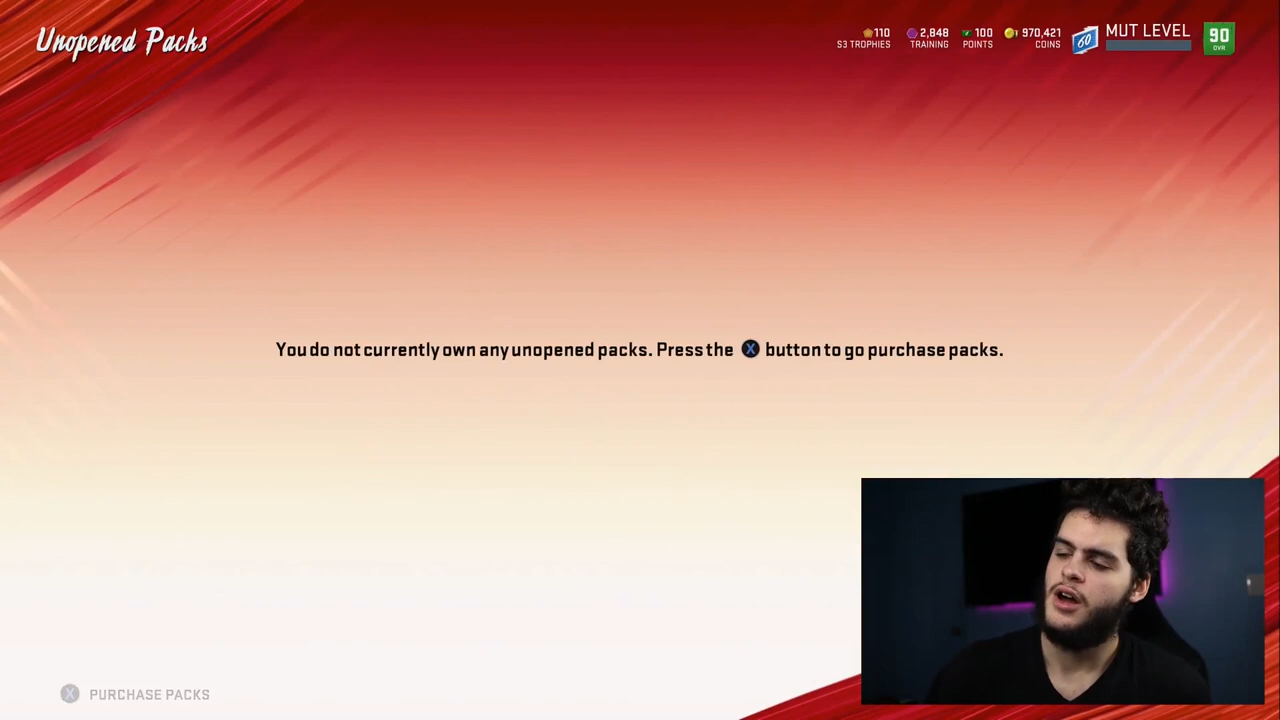 Unopened Packs
110
S3 TROPHIES
2,848
TRAINING
100
POINTS
970,421
COINS
60
MUT LEVEL
90
OVR
You do not currently own any unopened packs. Press the X button to go purchase packs.
X PURCHASE PACKS